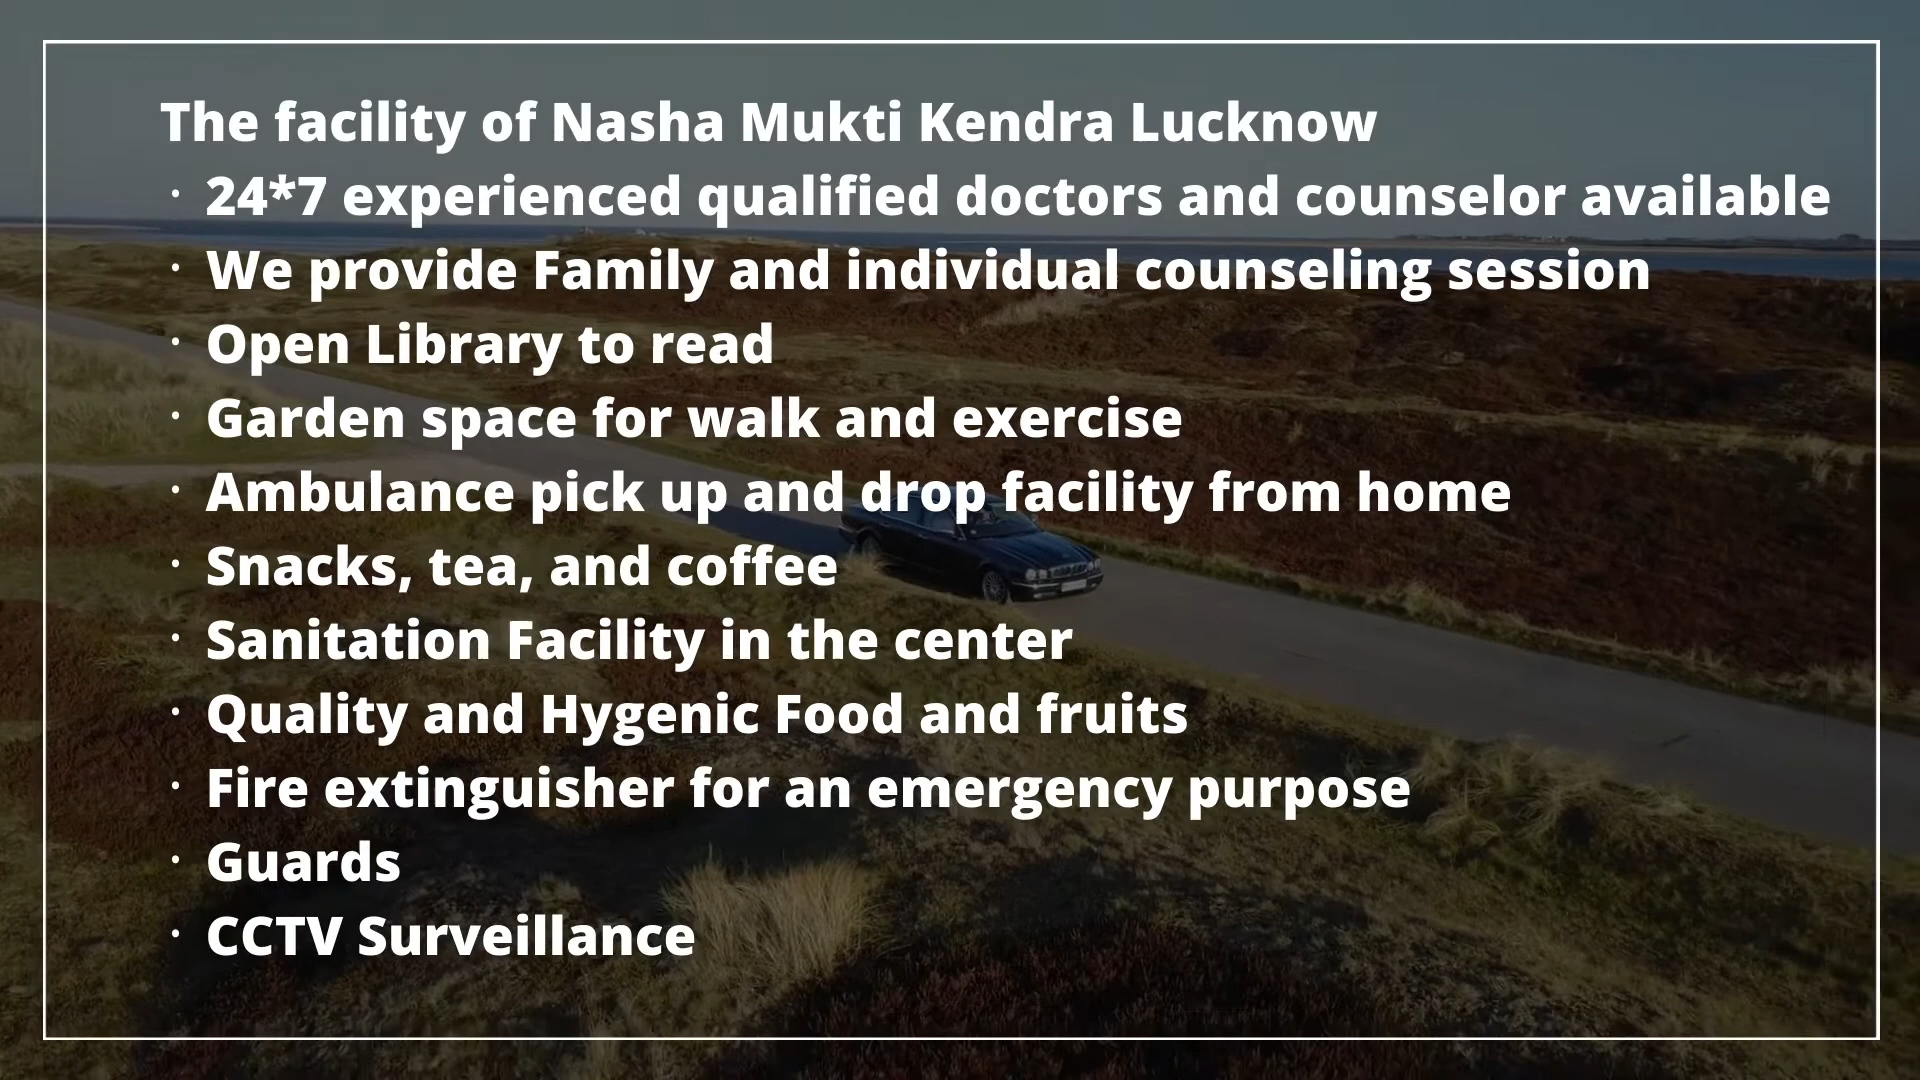 The facility of Nasha Mukti Kendra Lucknow
· 24*7 experienced qualified doctors and counselor available
· We provide Family and individual counseling session
· Open Library to read
· Garden space for walk and exercise
· Ambulance pick up and drop facility from home
· Snacks, tea, and coffee
· Sanitation Facility in the center
· Quality and Hygenic Food and fruits
· Fire extinguisher for an emergency purpose
· Guards
· CCTV Surveillance